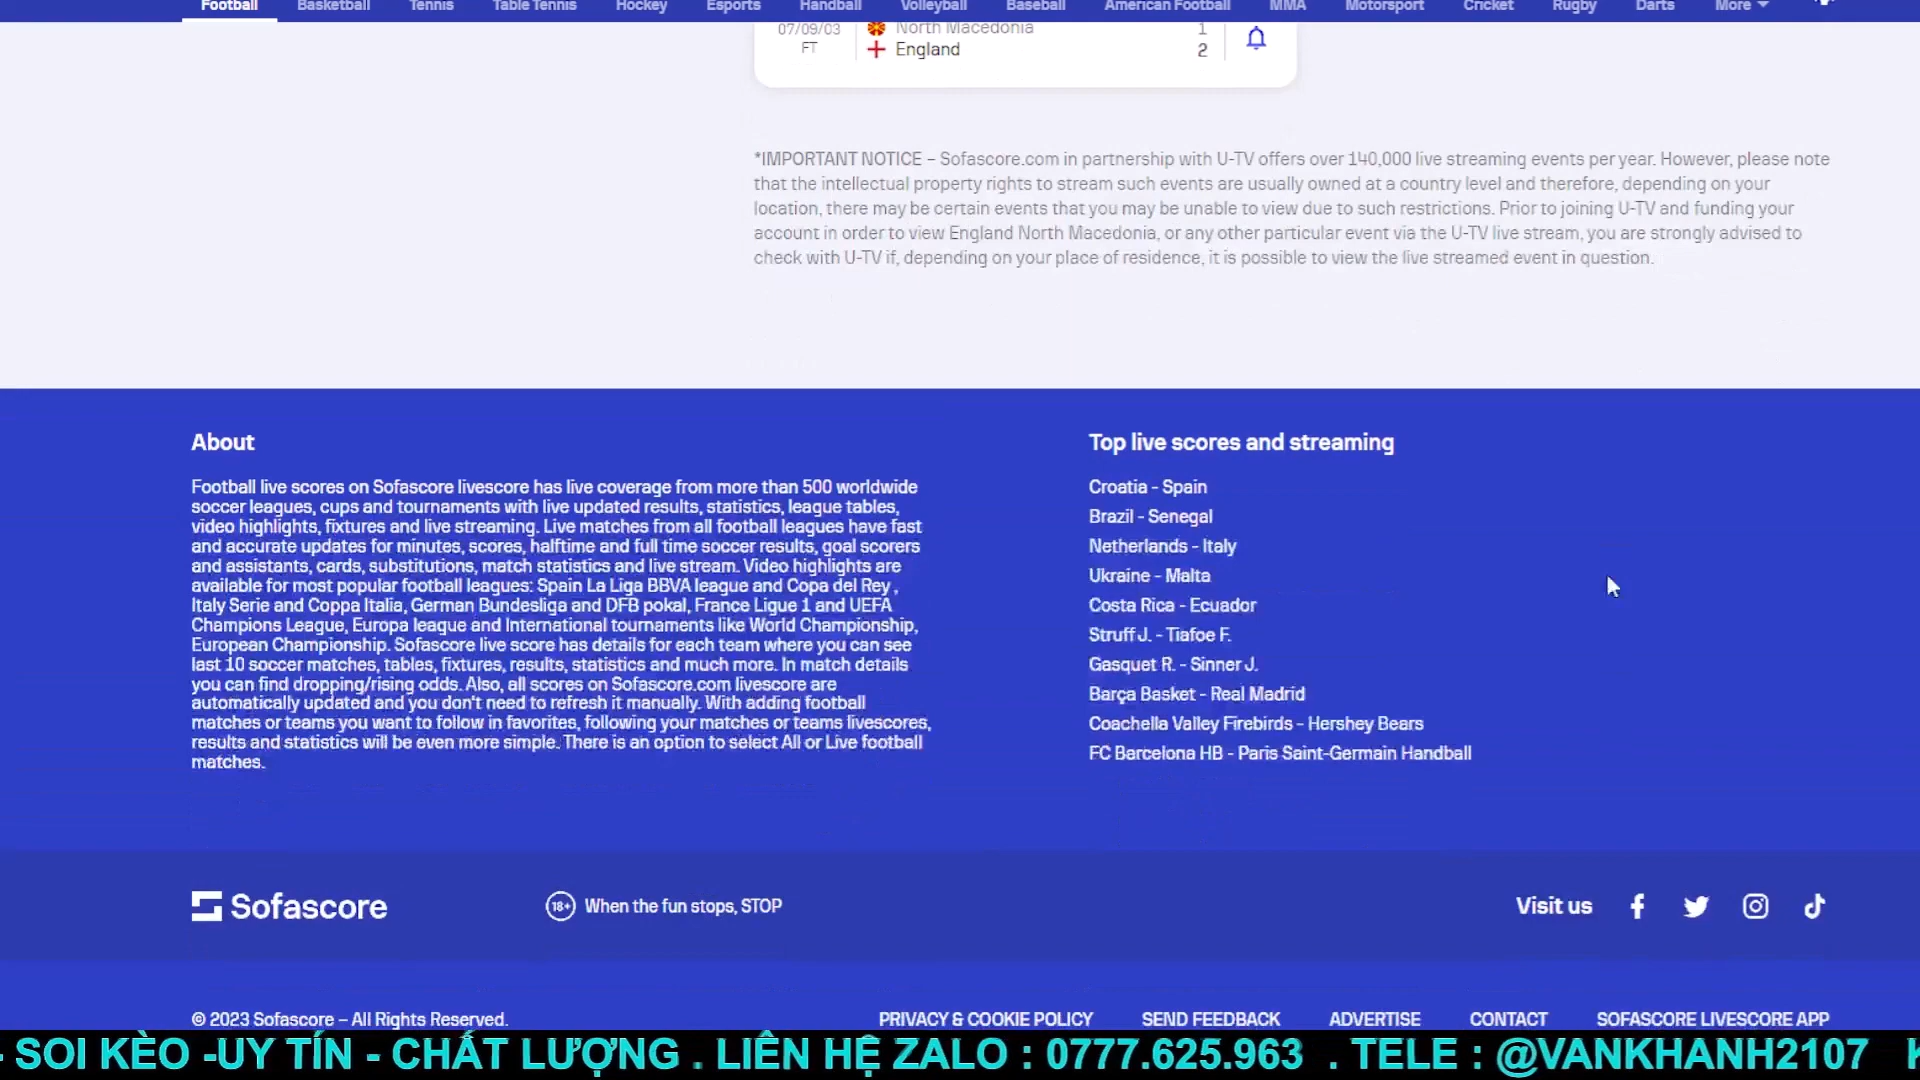 Football Basketball Tennis Table Tennis Hockey Esports Handball Volleyball Baseball American Football MMA Motorsport Cricket Rugby Darts More
07/09/03 North Macedonia 1
FT England 2
*IMPORTANT NOTICE – Sofascore.com in partnership with U-TV offers over 140,000 live streaming events per year. However, please note
that the intellectual property rights to stream such events are usually owned at a country level and therefore, depending on your
location, there may be certain events that you may be unable to view due to such restrictions. Prior to joining U-TV and funding your
account in order to view England North Macedonia, or any other particular event via the U-TV live stream, you are strongly advised to
check with U-TV if, depending on your place of residence, it is possible to view the live streamed event in question.
About
Football live scores on Sofascore livescore has live coverage from more than 500 worldwide
soccer leagues, cups and tournaments with live updated results, statistics, league tables,
video highlights, fixtures and live streaming. Live matches from all football leagues have fast
and accurate updates for minutes, scores, halftime and full time soccer results, goal scorers
and assistants, cards, substitutions, match statistics and live stream. Video highlights are
available for most popular football leagues: Spain La Liga BBVA league and Copa del Rey ,
Italy Serie and Coppa Italia, German Bundesliga and DFB pokal, France Ligue 1 and UEFA
Champions League, Europa league and International tournaments like World Championship,
European Championship. Sofascore live score has details for each team where you can see
last 10 soccer matches, tables, fixtures, results, statistics and much more. In match details
you can find dropping/rising odds. Also, all scores on Sofascore.com livescore are
automatically updated and you don't need to refresh it manually. With adding football
matches or teams you want to follow in favorites, following your matches or teams livescores,
results and statistics will be even more simple. There is an option to select All or Live football
matches.
Top live scores and streaming
Croatia - Spain
Brazil - Senegal
Netherlands - Italy
Ukraine - Malta
Costa Rica - Ecuador
Struff J. - Tiafoe F.
Gasquet R. - Sinner J.
Barça Basket - Real Madrid
Coachella Valley Firebirds - Hershey Bears
FC Barcelona HB - Paris Saint-Germain Handball
Sofascore
18+ When the fun stops, STOP
Visit us
© 2023 Sofascore – All Rights Reserved.
PRIVACY & COOKIE POLICY SEND FEEDBACK ADVERTISE CONTACT SOFASCORE LIVESCORE APP
- SOI KÈO -UY TÍN - CHẤT LƯỢNG . LIÊN HỆ ZALO : 0777.625.963 . TELE : @VANKHANH2107